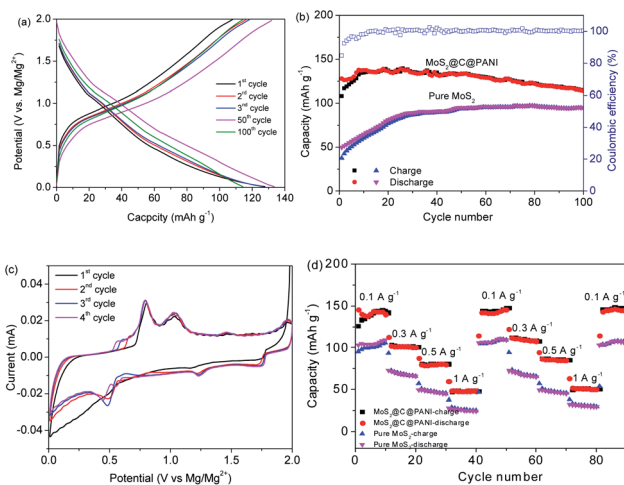 (a)
2.0
1.5
1.0
0.5
0.0
Potential (V vs. Mg/Mg²⁺)
1ˢᵗ cycle
2ⁿᵈ cycle
3ʳᵈ cycle
50ᵗʰ cycle
100ᵗʰ cycle
0 20 40 60 80 100 120 140
Cacpcity (mAh g⁻¹)
(b)
200
150
100
50
0
Capacity (mAh g⁻¹)
MoS₂@C@PANI
Pure MoS₂
Charge
Discharge
100
80
60
40
20
0
Coulombic efficiency (%)
0 20 40 60 80 100
Cycle number
(c)
0.04
0.02
0.00
-0.02
-0.04
Current (mA)
1ˢᵗ cycle
2ⁿᵈ cycle
3ʳᵈ cycle
4ᵗʰ cycle
0.0 0.5 1.0 1.5 2.0
Potential (V vs Mg/Mg²⁺)
(d)
200
150
100
50
0
Capacity (mAh g⁻¹)
0.1 A g⁻¹
0.3 A g⁻¹
0.5 A g⁻¹
1 A g⁻¹
0.1 A g⁻¹
0.3 A g⁻¹
0.5 A g⁻¹
1 A g⁻¹
0.1 A g⁻¹
MoS₂@C@PANI-charge
MoS₂@C@PANI-discharge
Pure MoS₂-charge
Pure MoS₂-discharge
0 20 40 60 80
Cycle number